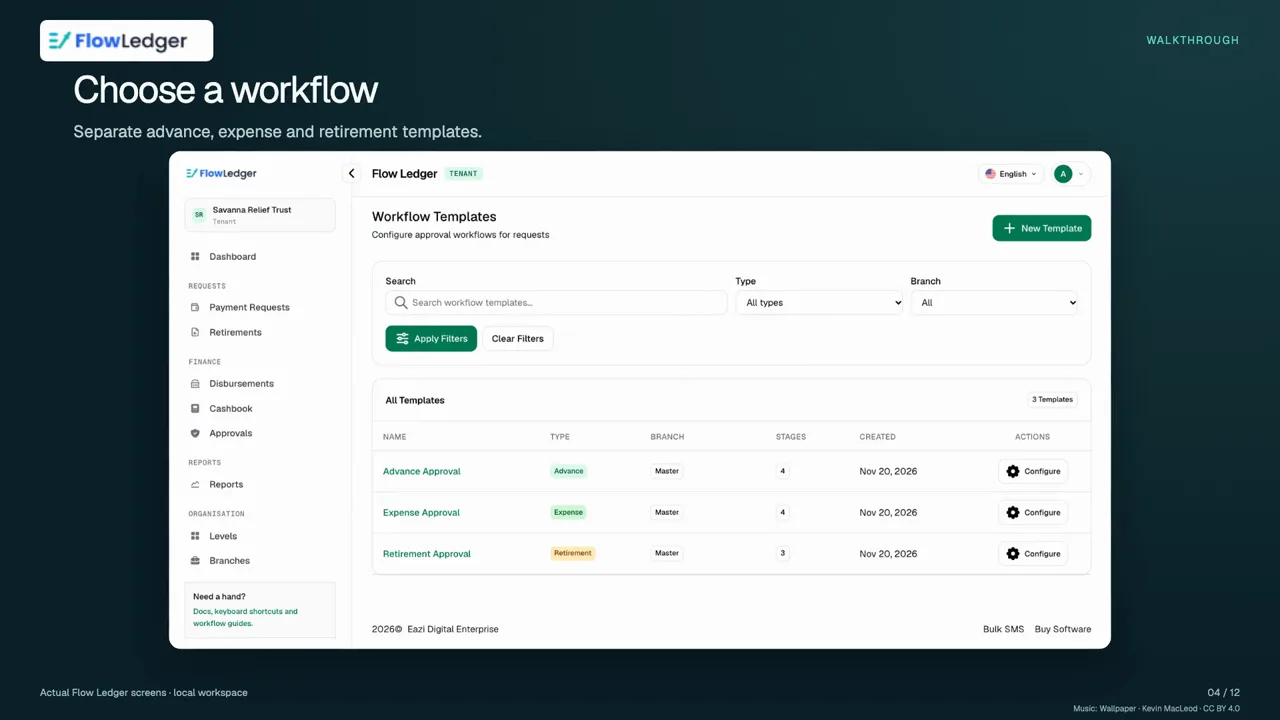 FlowLedger
WALKTHROUGH
Choose a workflow
Separate advance, expense and retirement templates.
FlowLedger
Flow Ledger TENANT
English
A
SR
Savanna Relief Trust
Tenant
Dashboard
REQUESTS
Payment Requests
Retirements
FINANCE
Disbursements
Cashbook
Approvals
REPORTS
Reports
ORGANISATION
Levels
Branches
Need a hand?
Docs, keyboard shortcuts and
workflow guides.
Workflow Templates
Configure approval workflows for requests
New Template
Search Type Branch
Search workflow templates... All types All
Apply Filters Clear Filters
All Templates 3 Templates
NAME TYPE BRANCH STAGES CREATED ACTIONS
Advance Approval Advance Master 4 Nov 20, 2026 Configure
Expense Approval Expense Master 4 Nov 20, 2026 Configure
Retirement Approval Retirement Master 3 Nov 20, 2026 Configure
2026© Eazi Digital Enterprise Bulk SMS Buy Software
Actual Flow Ledger screens · local workspace
04 / 12
Music: Wallpaper · Kevin MacLeod · CC BY 4.0